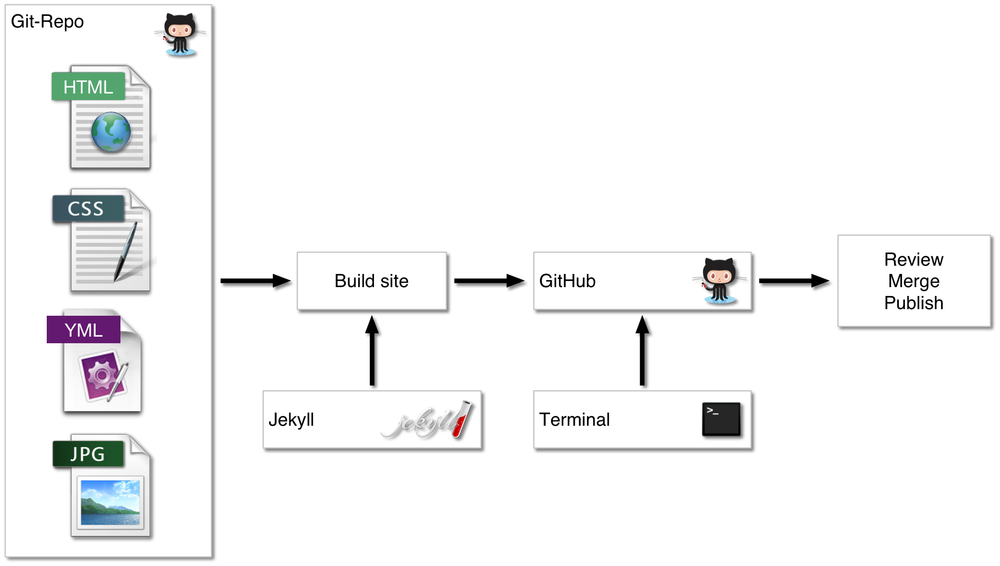 Git-Repo
HTML
CSS
YML
JPG
Build site
GitHub
Review
Merge
Publish
Jekyll
jekyll
Terminal
>_